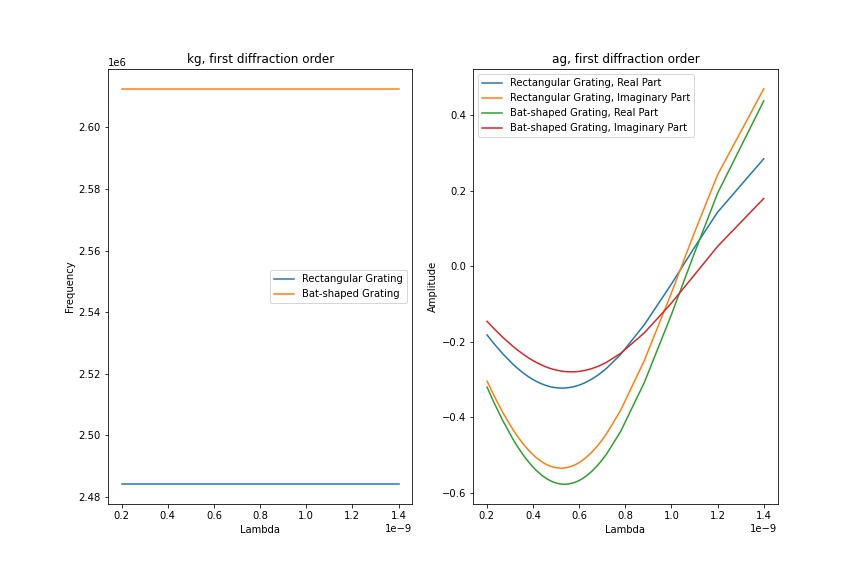 kg, first diffraction order
1e6
2.60
2.58
2.56
2.54
2.52
2.50
2.48
Frequency
Rectangular Grating
Bat-shaped Grating
0.2 0.4 0.6 0.8 1.0 1.2 1.4
Lambda
1e−9
ag, first diffraction order
Rectangular Grating, Real Part
Rectangular Grating, Imaginary Part
Bat-shaped Grating, Real Part
Bat-shaped Grating, Imaginary Part
0.4
0.2
0.0
−0.2
−0.4
−0.6
Amplitude
0.2 0.4 0.6 0.8 1.0 1.2 1.4
Lambda
1e−9